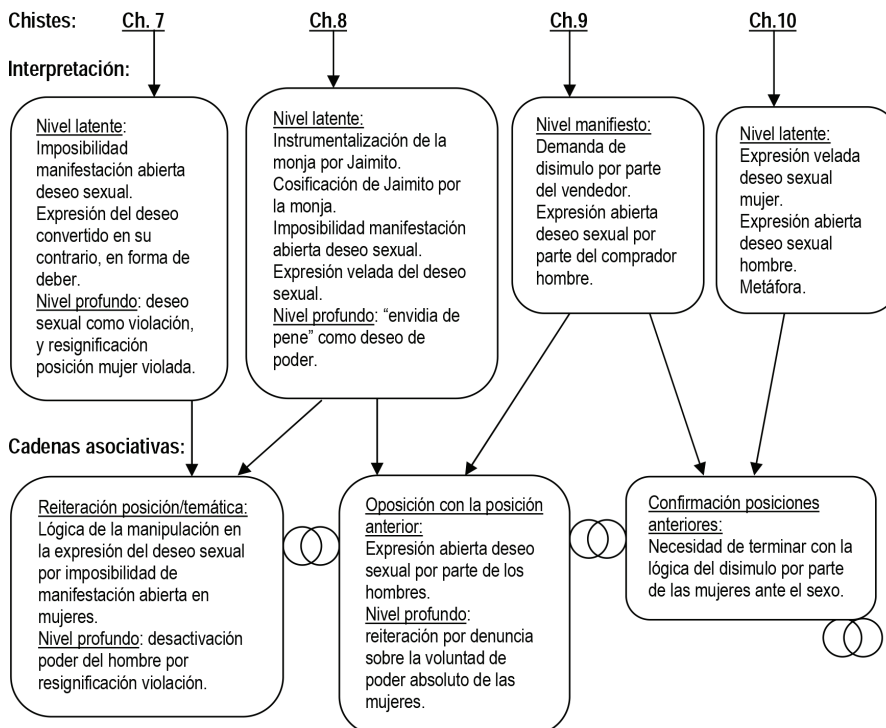 Chistes: Ch. 7 Ch.8 Ch.9 Ch.10
Interpretación:
Nivel latente:
Imposibilidad
manifestación abierta
deseo sexual.
Expresión del deseo
convertido en su
contrario, en forma de
deber.
Nivel profundo: deseo
sexual como violación,
y resignificación
posición mujer violada.
Nivel latente:
Instrumentalización de la
monja por Jaimito.
Cosificación de Jaimito por
la monja.
Imposibilidad manifestación
abierta deseo sexual.
Expresión velada del deseo
sexual.
Nivel profundo: “envidia de
pene” como deseo de
poder.
Nivel manifiesto:
Demanda de
disimulo por parte
del vendedor.
Expresión abierta
deseo sexual por
parte del comprador
hombre.
Nivel latente:
Expresión velada
deseo sexual
mujer.
Expresión abierta
deseo sexual
hombre.
Metáfora.
Cadenas asociativas:
Reiteración posición/temática:
Lógica de la manipulación en
la expresión del deseo sexual
por imposibilidad de
manifestación abierta en
mujeres.
Nivel profundo: desactivación
poder del hombre por
resignificación violación.
Oposición con la posición
anterior:
Expresión abierta deseo
sexual por parte de los
hombres.
Nivel profundo:
reiteración por denuncia
sobre la voluntad de
poder absoluto de las
mujeres.
Confirmación posiciones
anteriores:
Necesidad de terminar con la
lógica del disimulo por parte
de las mujeres ante el sexo.